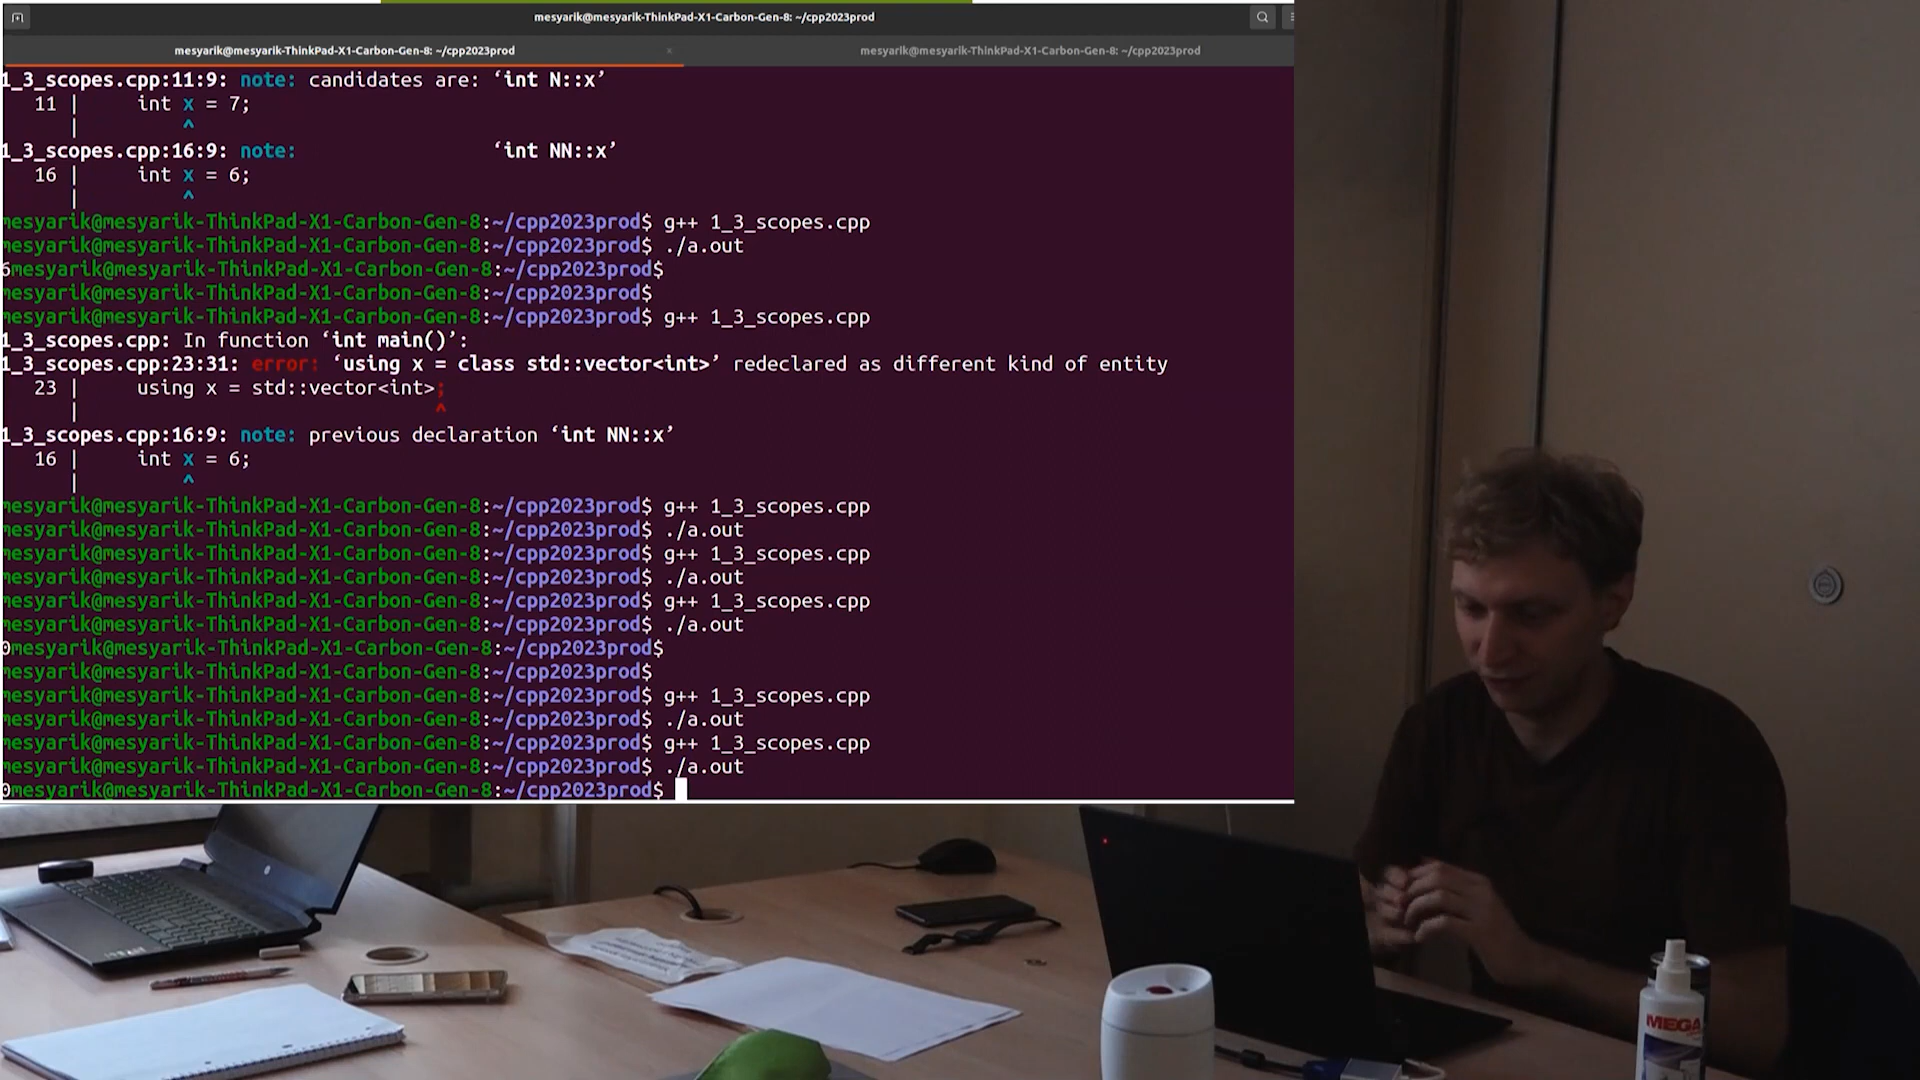 mesyarik@mesyarik-ThinkPad-X1-Carbon-Gen-8: ~/cpp2023prod
mesyarik@mesyarik-ThinkPad-X1-Carbon-Gen-8: ~/cpp2023prod × mesyarik@mesyarik-ThinkPad-X1-Carbon-Gen-8: ~/cpp2023prod
1_3_scopes.cpp:11:9: note: candidates are: ‘int N::x’
11 | int x = 7;
| ^
1_3_scopes.cpp:16:9: note: ‘int NN::x’
16 | int x = 6;
| ^
mesyarik@mesyarik-ThinkPad-X1-Carbon-Gen-8:~/cpp2023prod$ g++ 1_3_scopes.cpp
mesyarik@mesyarik-ThinkPad-X1-Carbon-Gen-8:~/cpp2023prod$ ./a.out
6mesyarik@mesyarik-ThinkPad-X1-Carbon-Gen-8:~/cpp2023prod$
mesyarik@mesyarik-ThinkPad-X1-Carbon-Gen-8:~/cpp2023prod$
mesyarik@mesyarik-ThinkPad-X1-Carbon-Gen-8:~/cpp2023prod$ g++ 1_3_scopes.cpp
1_3_scopes.cpp: In function ‘int main()’:
1_3_scopes.cpp:23:31: error: ‘using x = class std::vector<int>’ redeclared as different kind of entity
23 | using x = std::vector<int>;
| ^
1_3_scopes.cpp:16:9: note: previous declaration ‘int NN::x’
16 | int x = 6;
| ^
mesyarik@mesyarik-ThinkPad-X1-Carbon-Gen-8:~/cpp2023prod$ g++ 1_3_scopes.cpp
mesyarik@mesyarik-ThinkPad-X1-Carbon-Gen-8:~/cpp2023prod$ ./a.out
mesyarik@mesyarik-ThinkPad-X1-Carbon-Gen-8:~/cpp2023prod$ g++ 1_3_scopes.cpp
mesyarik@mesyarik-ThinkPad-X1-Carbon-Gen-8:~/cpp2023prod$ ./a.out
mesyarik@mesyarik-ThinkPad-X1-Carbon-Gen-8:~/cpp2023prod$ g++ 1_3_scopes.cpp
mesyarik@mesyarik-ThinkPad-X1-Carbon-Gen-8:~/cpp2023prod$ ./a.out
0mesyarik@mesyarik-ThinkPad-X1-Carbon-Gen-8:~/cpp2023prod$
mesyarik@mesyarik-ThinkPad-X1-Carbon-Gen-8:~/cpp2023prod$
mesyarik@mesyarik-ThinkPad-X1-Carbon-Gen-8:~/cpp2023prod$ g++ 1_3_scopes.cpp
mesyarik@mesyarik-ThinkPad-X1-Carbon-Gen-8:~/cpp2023prod$ ./a.out
mesyarik@mesyarik-ThinkPad-X1-Carbon-Gen-8:~/cpp2023prod$ g++ 1_3_scopes.cpp
mesyarik@mesyarik-ThinkPad-X1-Carbon-Gen-8:~/cpp2023prod$ ./a.out
0mesyarik@mesyarik-ThinkPad-X1-Carbon-Gen-8:~/cpp2023prod$
MEGA